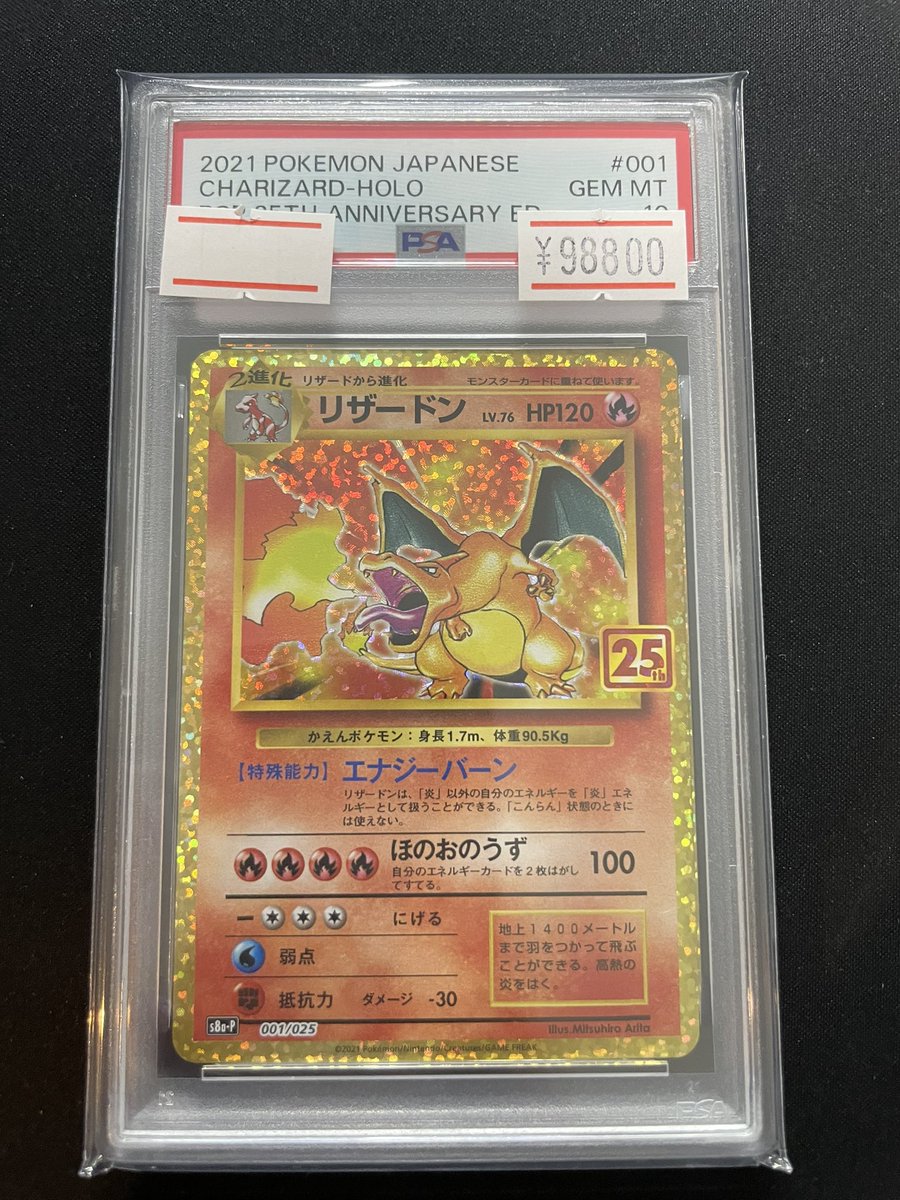 2021 POKEMON JAPANESE #001
CHARIZARD-HOLO GEM MT
ANNIVERSARY
PSA
¥98800
2進化 リザードから進化 モンスターカードに重ねて使います。
リザードン LV.76 HP120
25th
かえんポケモン：身長1.7m、体重90.5Kg
【特殊能力】エナジーバーン
リザードンは、「炎」以外の自分のエネルギーを「炎」エネ
ルギーとして扱うことができる。「こんらん」状態のときに
は使えない。
ほのおのうず 100
自分のエネルギーカードを２枚はがし
てすてる。
ー にげる
弱点
抵抗力 ダメージ -30
地上１４００メートル
まで羽をつかって飛ぶ
ことができる。高熱の
炎をはく。
s8a-P 001/025
Illus.Mitsuhiro Arita
©2021 Pokémon/Nintendo/Creatures/GAME FREAK
PSA